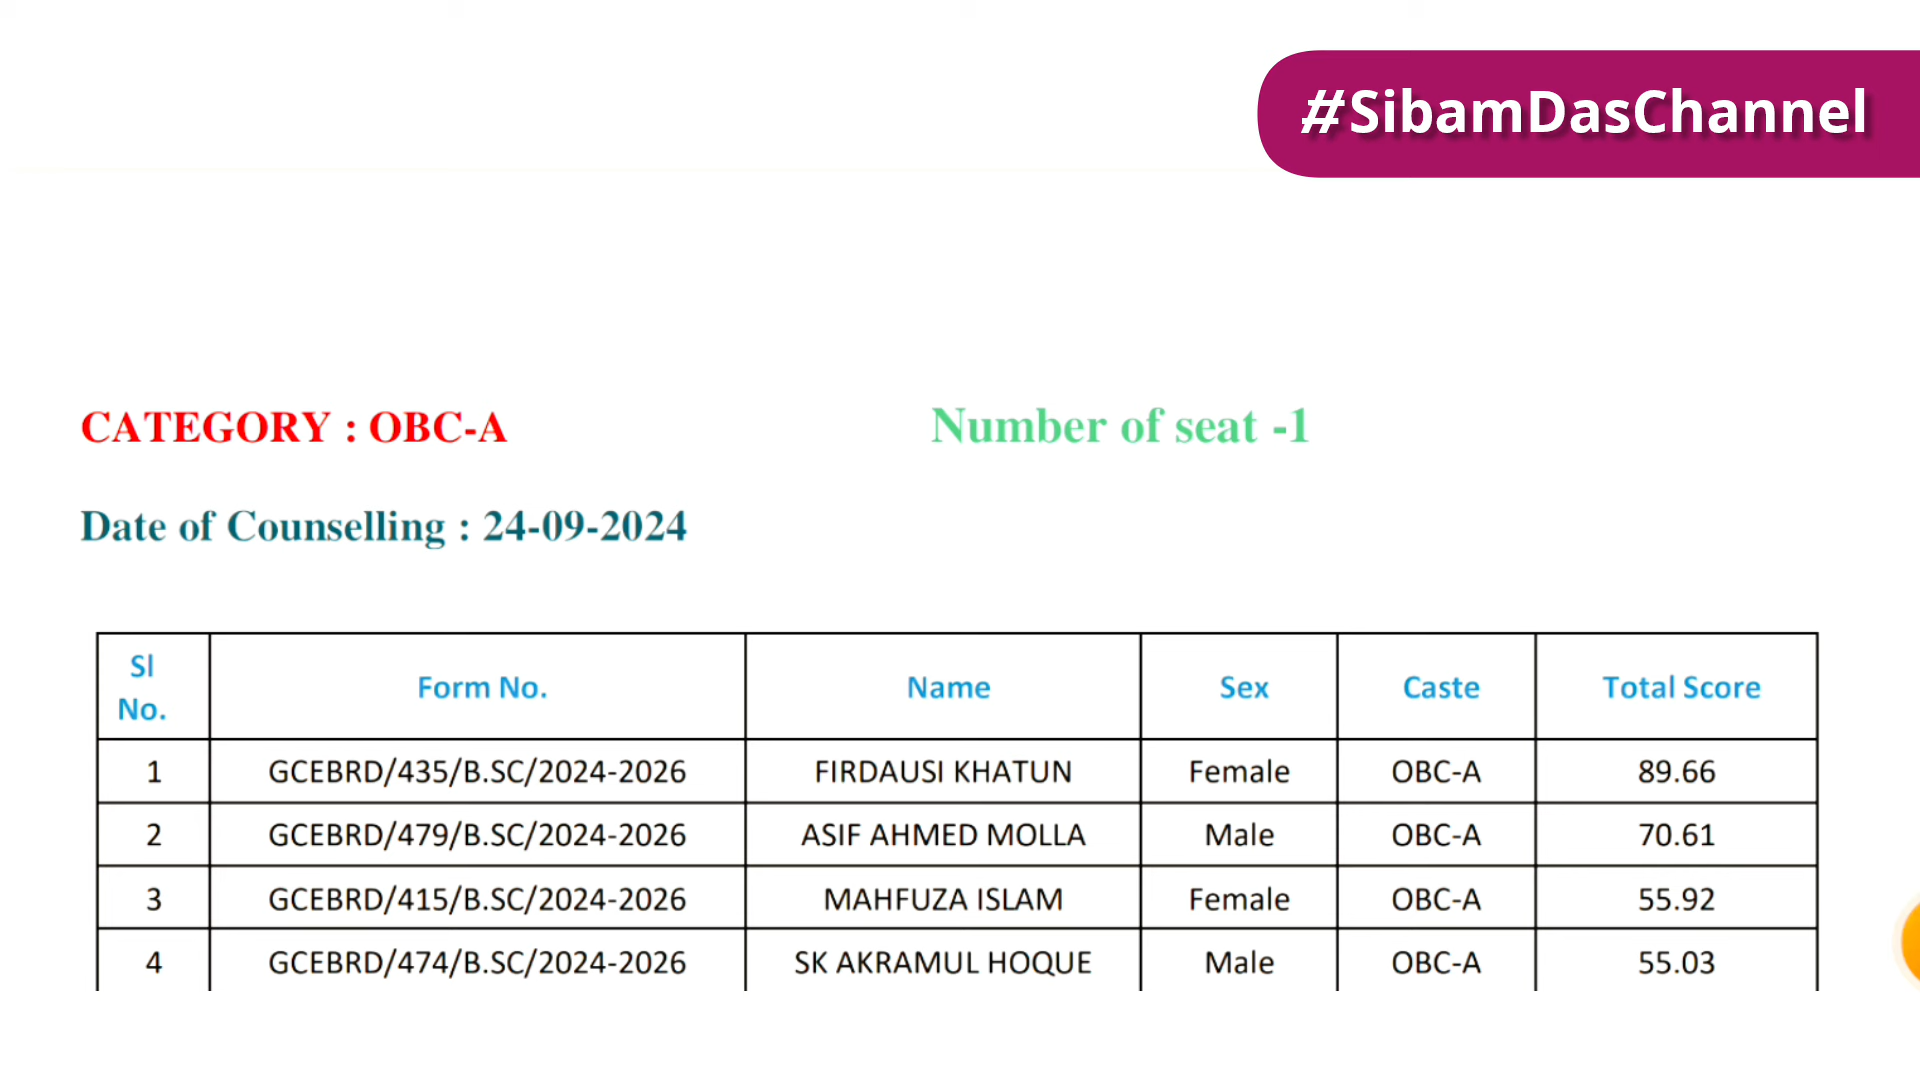 #SibamDasChannel
CATEGORY : OBC-A Number of seat -1
Date of Counselling : 24-09-2024
Sl No. Form No. Name Sex Caste Total Score
1 GCEBRD/435/B.SC/2024-2026 FIRDAUSI KHATUN Female OBC-A 89.66
2 GCEBRD/479/B.SC/2024-2026 ASIF AHMED MOLLA Male OBC-A 70.61
3 GCEBRD/415/B.SC/2024-2026 MAHFUZA ISLAM Female OBC-A 55.92
4 GCEBRD/474/B.SC/2024-2026 SK AKRAMUL HOQUE Male OBC-A 55.03